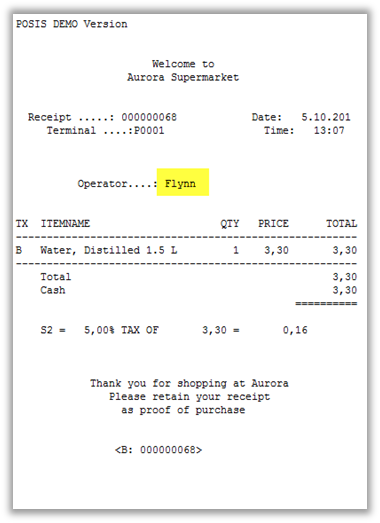 POSIS DEMO Version
Welcome to
Aurora Supermarket
Receipt .....: 000000068 Date: 5.10.201
Terminal ....:P0001 Time: 13:07
Operator....: Flynn
TX ITEMNAME QTY PRICE TOTAL
B Water, Distilled 1.5 L 1 3,30 3,30
Total 3,30
Cash 3,30
==========
S2 = 5,00% TAX OF 3,30 = 0,16
Thank you for shopping at Aurora
Please retain your receipt
as proof of purchase
<B: 000000068>